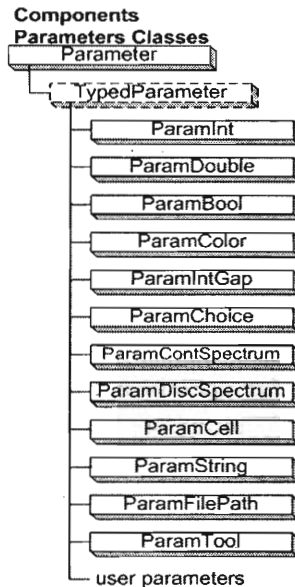 Components
Parameters Classes
Parameter
TypedParameter
ParamInt
ParamDouble
ParamBool
ParamColor
ParamIntGap
ParamChoice
ParamContSpectrum
ParamDiscSpectrum
ParamCell
ParamString
ParamFilePath
ParamTool
user parameters